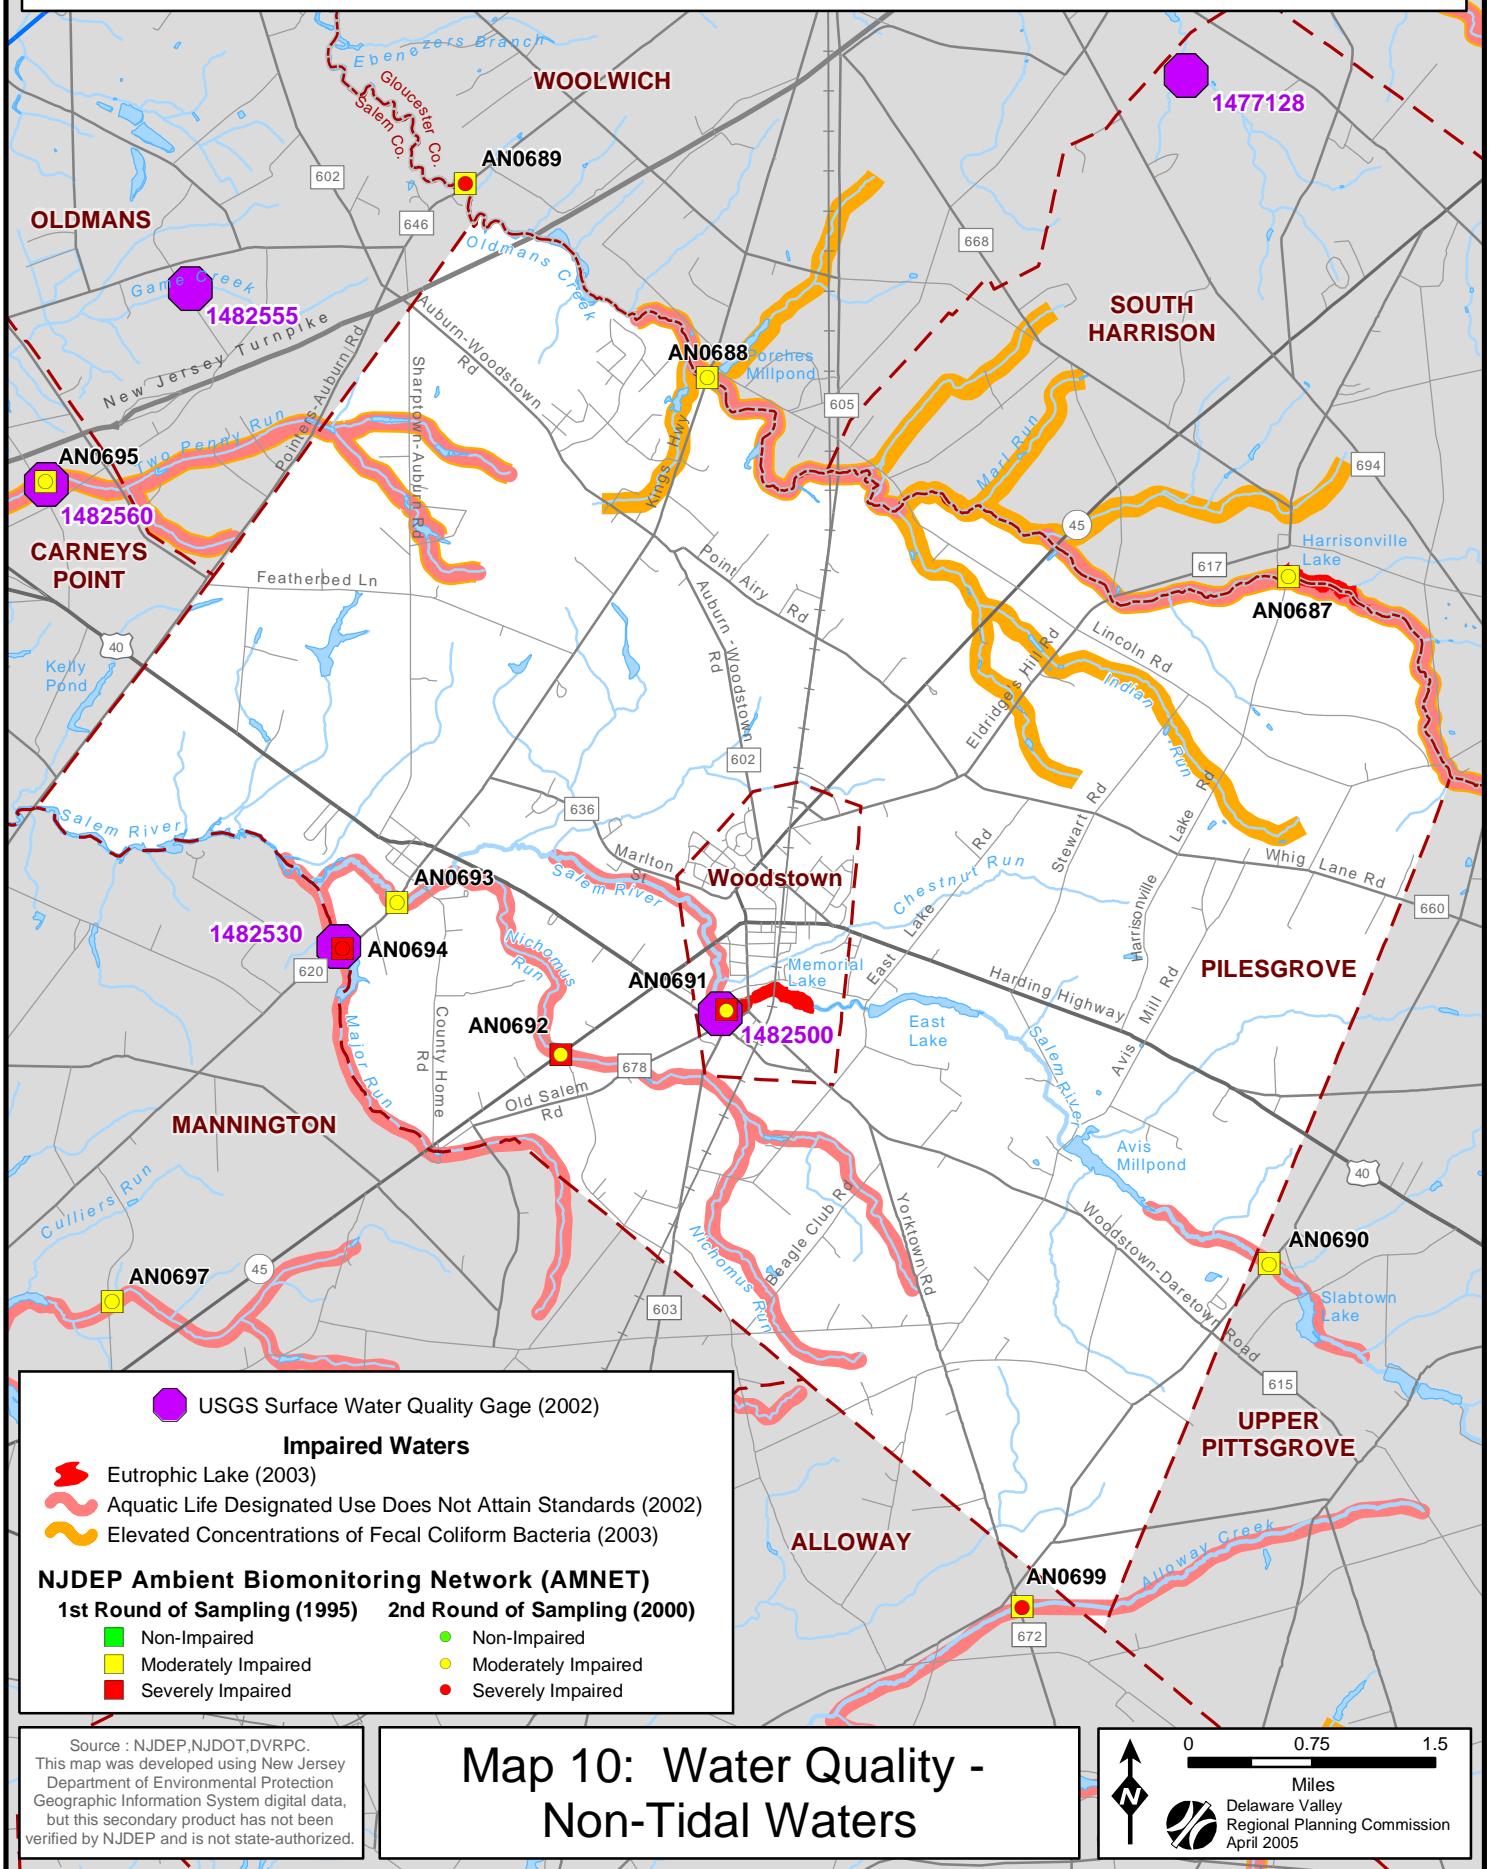 Ebenezers Branch
WOOLWICH
1477128
Gloucester Co.
Salem Co.
AN0689
602
646
OLDMANS
Oldmans Creek
668
Game Creek
1482555
New Jersey Turnpike
Pointers-Auburn Rd
Auburn-Woodstown
Rd
Sharptown-Auburn Rd
SOUTH
HARRISON
AN0688
Porches
Millpond
605
Kings Hwy
Marl Run
694
45
Two Penny Run
AN0695
1482560
CARNEYS
POINT
Featherbed Ln
Point Airy Rd
Auburn-Woodstown
Rd
Harrisonville
Lake
617
AN0687
Lincoln Rd
Eldridge's Hill Rd
Indian Run
40
Kelly
Pond
602
Salem River
636
Marlton
St
Salem River
Woodstown
Stewart Rd
Harrisonville Lake Rd
Whig Lane Rd
660
Chestnut Run
East Lake Rd
AN0693
1482530
AN0694
620
Nichomus
Run
AN0691
1482500
Memorial
Lake
East
Lake
Harding Highway
PILESGROVE
Avis Mill Rd
Salem River
AN0692
678
County Home
Rd
Major Run
Old Salem
Rd
MANNINGTON
Avis
Millpond
40
Culliers Run
Beagle Club Rd
Yorktown Rd
Nichomus Run
Woodstown-Daretown Road
AN0690
Slabtown
Lake
AN0697
45
603
615
UPPER
PITTSGROVE
ALLOWAY
Alloway Creek
AN0699
672
USGS Surface Water Quality Gage (2002)
Impaired Waters
Eutrophic Lake (2003)
Aquatic Life Designated Use Does Not Attain Standards (2002)
Elevated Concentrations of Fecal Coliform Bacteria (2003)
NJDEP Ambient Biomonitoring Network (AMNET)
1st Round of Sampling (1995) 2nd Round of Sampling (2000)
Non-Impaired Non-Impaired
Moderately Impaired Moderately Impaired
Severely Impaired Severely Impaired
Source : NJDEP,NJDOT,DVRPC.
This map was developed using New Jersey
Department of Environmental Protection
Geographic Information System digital data,
but this secondary product has not been
verified by NJDEP and is not state-authorized.
Map 10: Water Quality -
Non-Tidal Waters
N
0 0.75 1.5
Miles
Delaware Valley
Regional Planning Commission
April 2005